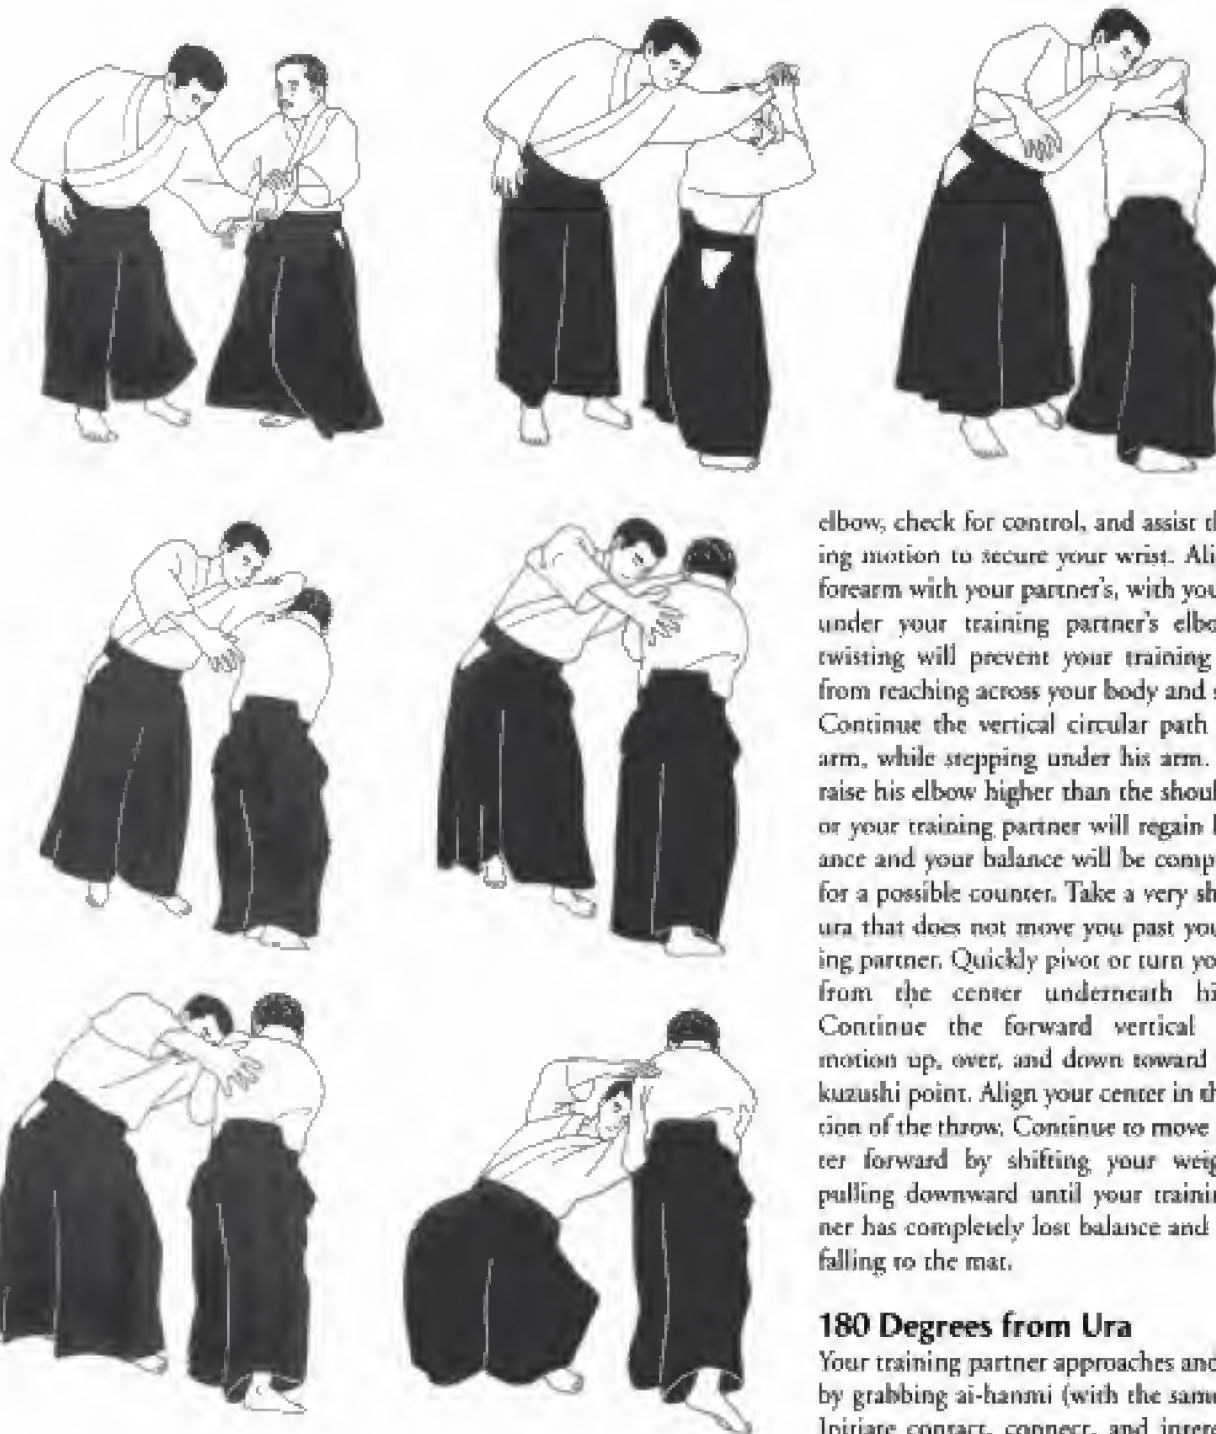 elbow, check for control, and assist th
ing motion to secure your wrist. Ali
forearm with your partner's, with you
under your training partner's elbo
twisting will prevent your training
from reaching across your body and s
Continue the vertical circular path
arm, while stepping under his arm.
raise his elbow higher than the shoul
or your training partner will regain l
ance and your balance will be comp
for a possible counter. Take a very sh
ura that does not move you past you
ing partner. Quickly pivot or turn yo
from the center underneath hi
Continue the forward vertical
motion up, over, and down toward
kuzushi point. Align your center in th
tion of the throw. Continue to move
ter forward by shifting your weig
pulling downward until your trainin
ner has completely lost balance and
falling to the mat.
180 Degrees from Ura
Your training partner approaches and
by grabbing ai-hanmi (with the same
Initiate contact, connect, and